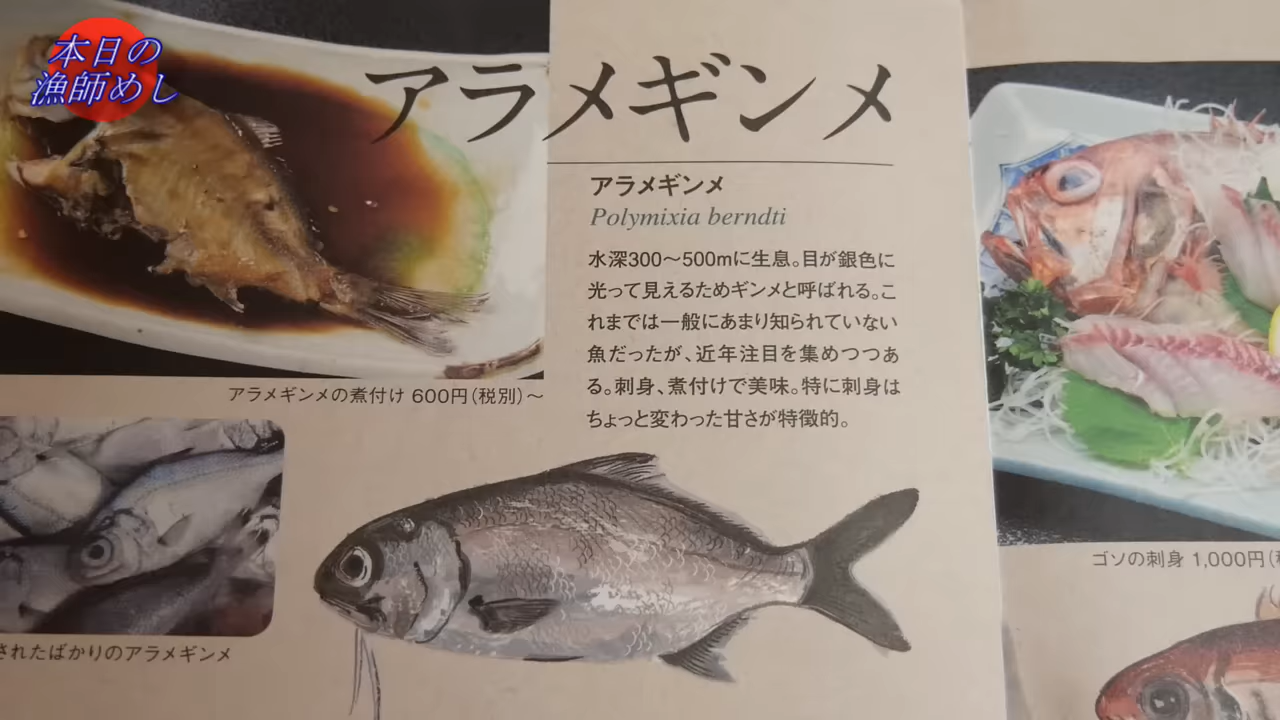 本日の
漁師めし
アラメギンメ
アラメギンメ
Polymixia berndti
水深300〜500mに生息。目が銀色に
光って見えるためギンメと呼ばれる。こ
れまでは一般にあまり知られていない
魚だったが、近年注目を集めつつあ
る。刺身、煮付けで美味。特に刺身は
ちょっと変わった甘さが特徴的。
アラメギンメの煮付け 600円(税別)〜
されたばかりのアラメギンメ
ゴソの刺身 1,000円(